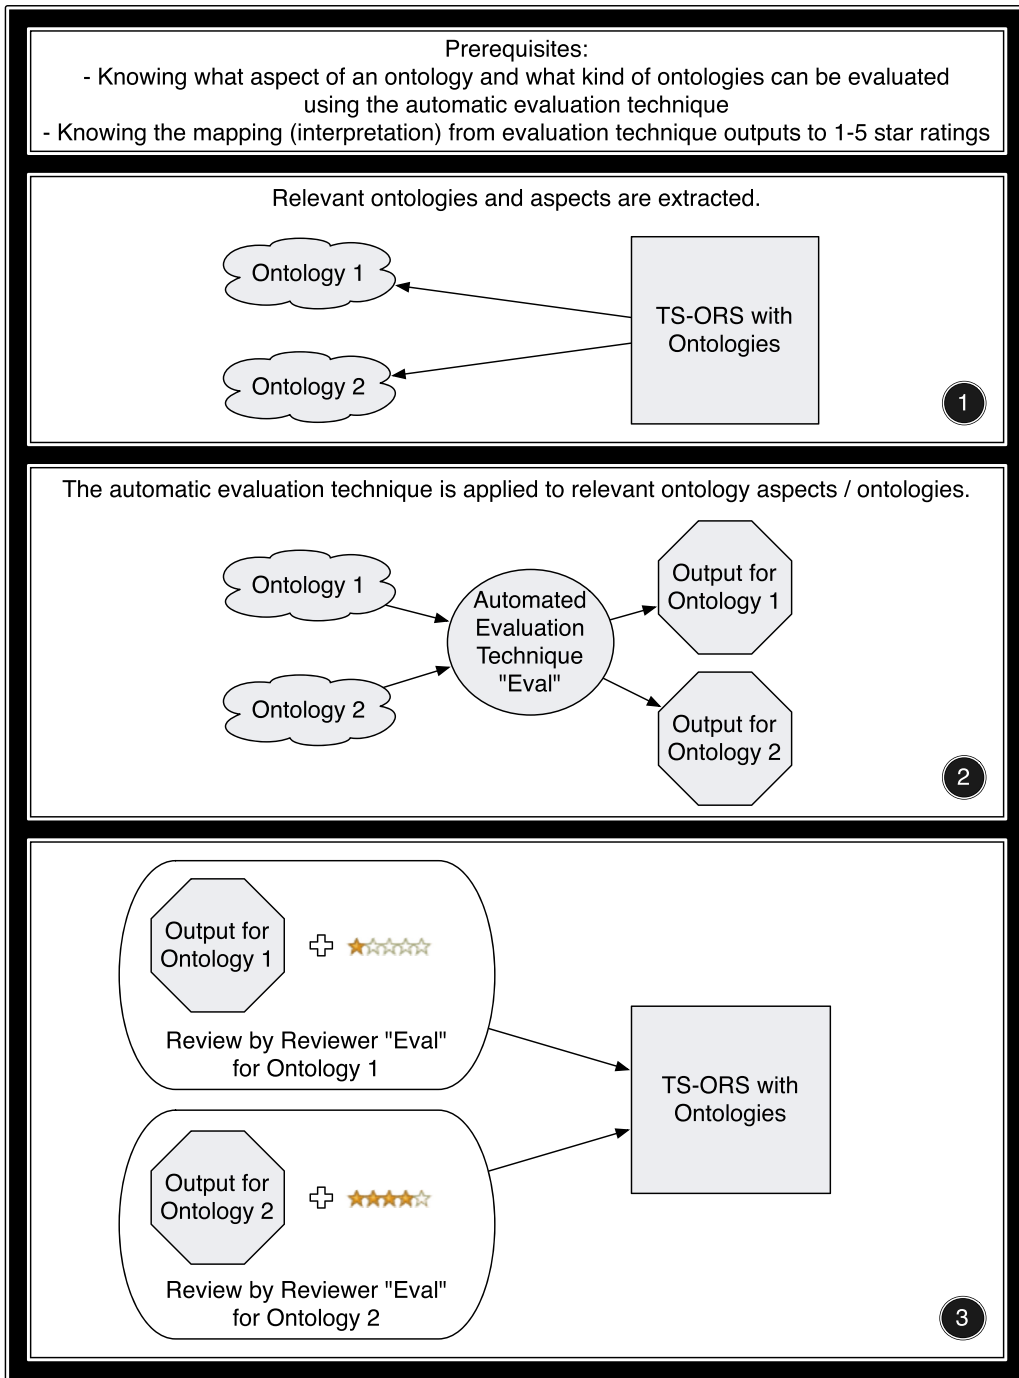 Prerequisites:
- Knowing what aspect of an ontology and what kind of ontologies can be evaluated
using the automatic evaluation technique
- Knowing the mapping (interpretation) from evaluation technique outputs to 1-5 star ratings
Relevant ontologies and aspects are extracted.
Ontology 1
TS-ORS with
Ontologies
Ontology 2
1
The automatic evaluation technique is applied to relevant ontology aspects / ontologies.
Ontology 1
Automated
Evaluation
Technique
"Eval"
Output for
Ontology 1
Ontology 2
Output for
Ontology 2
2
Output for
Ontology 1
Review by Reviewer "Eval"
for Ontology 1
TS-ORS with
Ontologies
Output for
Ontology 2
Review by Reviewer "Eval"
for Ontology 2
3